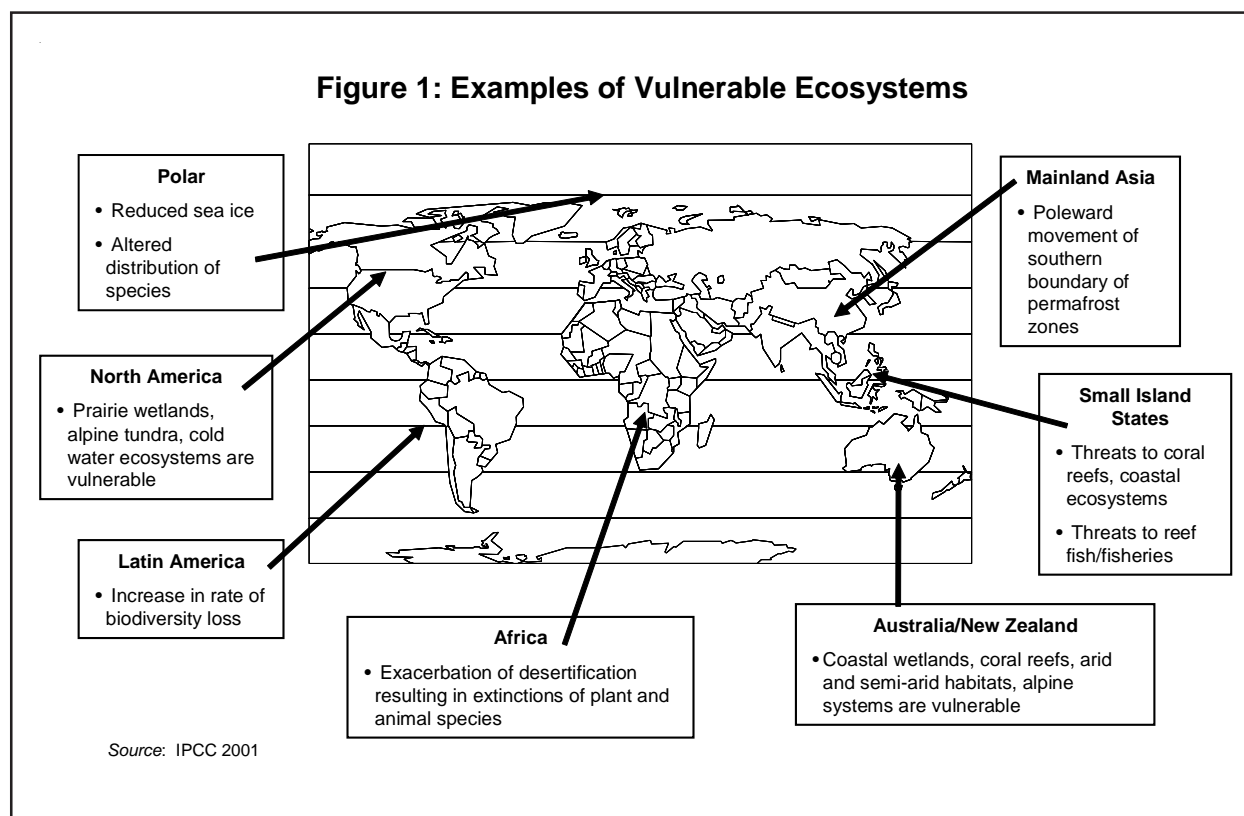 Figure 1: Examples of Vulnerable Ecosystems
Polar
• Reduced sea ice
• Altered
distribution of
species
North America
• Prairie wetlands,
alpine tundra, cold
water ecosystems are
vulnerable
Latin America
• Increase in rate of
biodiversity loss
Africa
• Exacerbation of desertification
resulting in extinctions of plant and
animal species
Mainland Asia
• Poleward
movement of
southern
boundary of
permafrost
zones
Small Island
States
• Threats to coral
reefs, coastal
ecosystems
• Threats to reef
fish/fisheries
Australia/New Zealand
• Coastal wetlands, coral reefs, arid
and semi-arid habitats, alpine
systems are vulnerable
Source: IPCC 2001